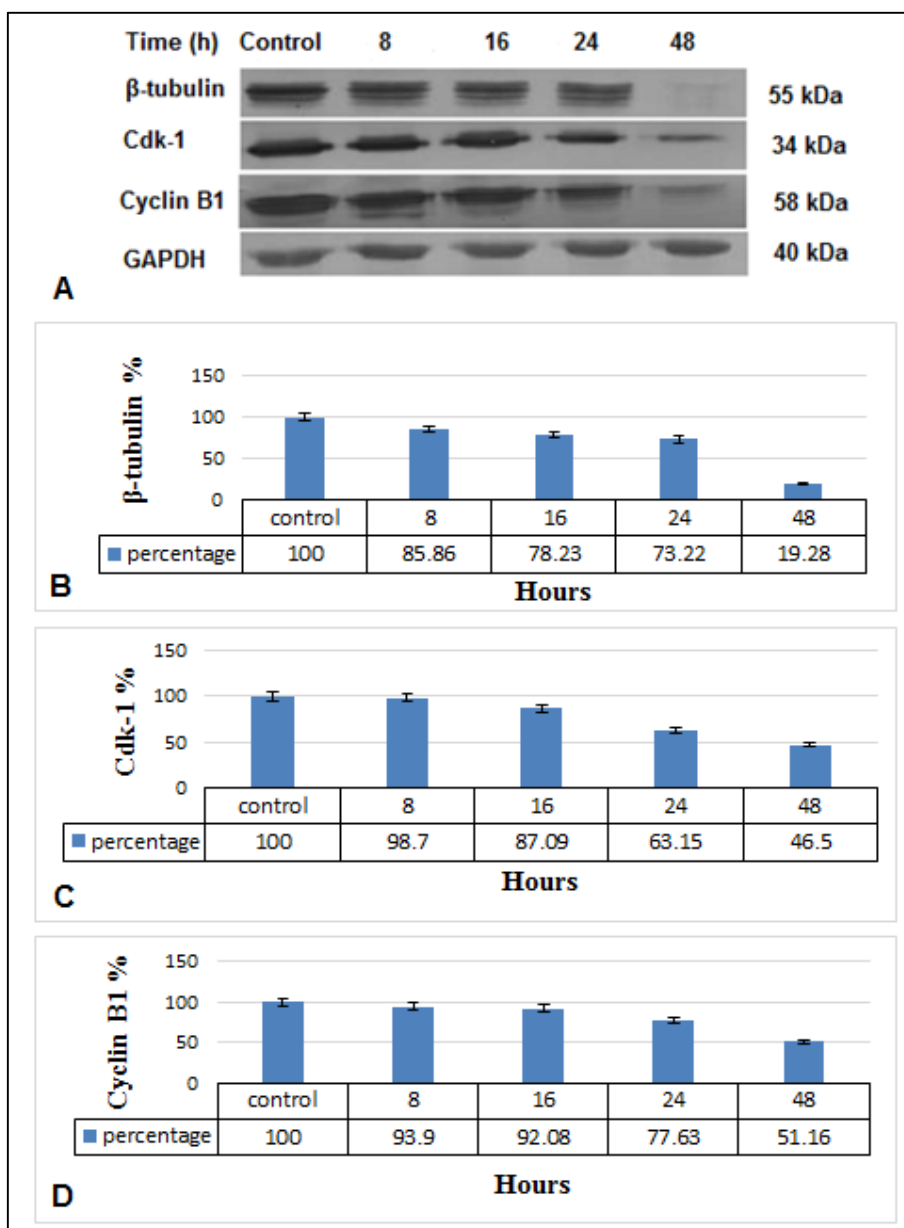 Time (h) Control 8 16 24 48
β-tubulin 55 kDa
Cdk-1 34 kDa
Cyclin B1 58 kDa
GAPDH 40 kDa
A
β-tubulin %
150
100
50
0
control 8 16 24 48
percentage 100 85.86 78.23 73.22 19.28
Hours
B
Cdk-1 %
150
100
50
0
control 8 16 24 48
percentage 100 98.7 87.09 63.15 46.5
Hours
C
Cyclin B1 %
150
100
50
0
control 8 16 24 48
percentage 100 93.9 92.08 77.63 51.16
Hours
D